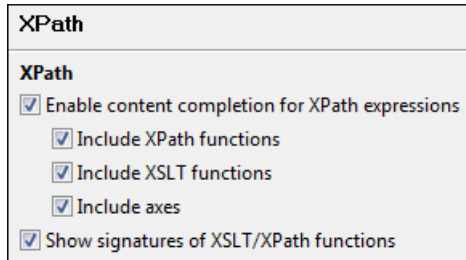 XPath
XPath
Enable content completion for XPath expressions
Include XPath functions
Include XSLT functions
Include axes
Show signatures of XSLT/XPath functions